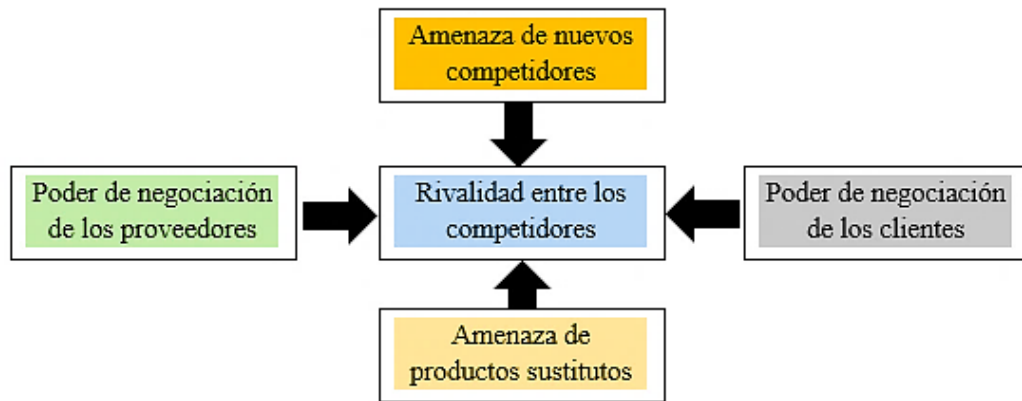 Amenaza de nuevos
competidores
Poder de negociación
de los proveedores
Rivalidad entre los
competidores
Poder de negociación
de los clientes
Amenaza de
productos sustitutos